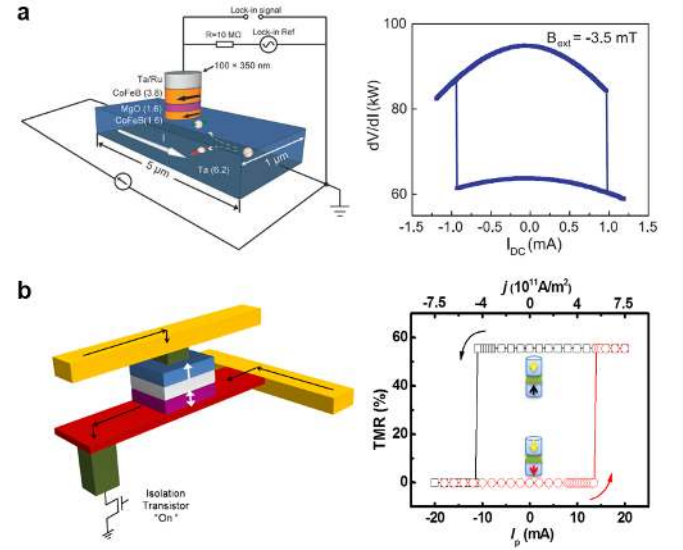 a
Lock-in signal
R=10 MΩ
Lock-in Ref
100 × 350 nm
Ta/Ru
CoFeB (3.8)
MgO (1.6)
CoFeB(1.6)
I
Ta (6.2)
5 µm
1 µm
B_ext = -3.5 mT
dV/dI (kW)
100
80
60
-1.5 -1.0 -0.5 0.0 0.5 1.0 1.5
I_DC (mA)
b
Isolation
Transistor
"On "
j (10^11 A/m^2)
-7.5 -4 0 4 7.5
TMR (%)
60
40
20
0
-20 -10 0 10 20
I_p (mA)